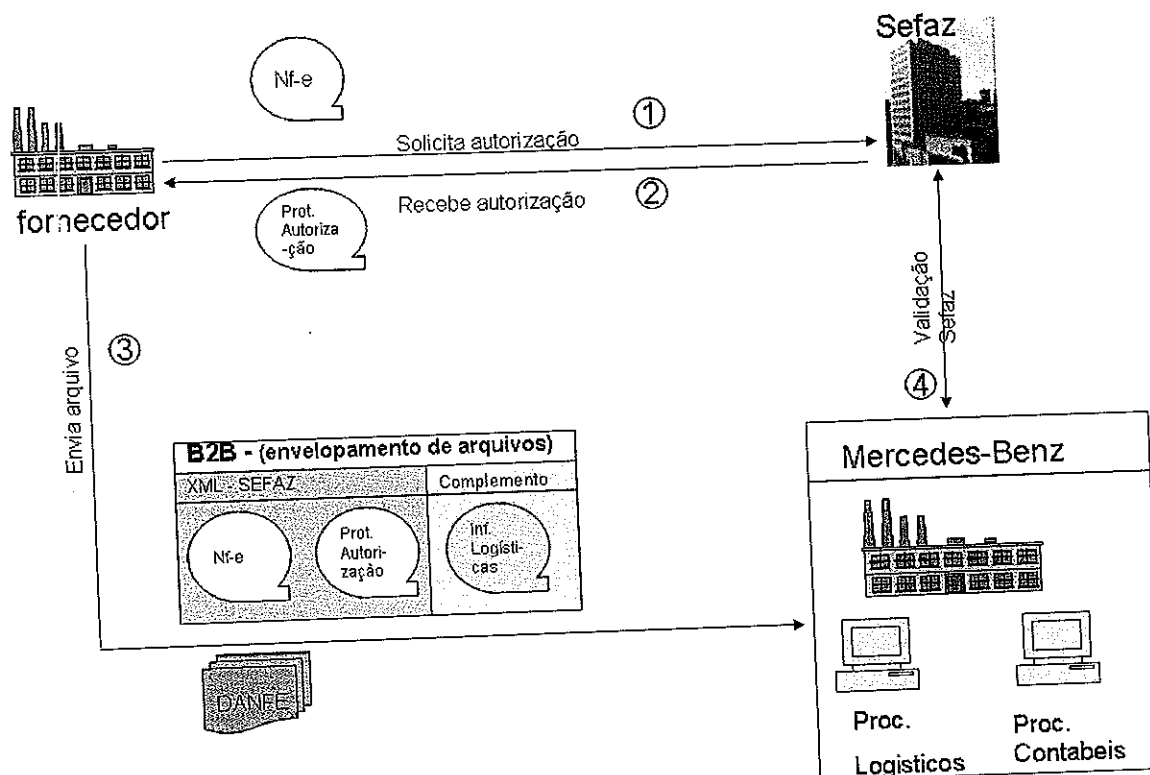 Sefaz
Nf-e
①
Solicita autorização
②
Recebe autorização
fornecedor
Prot.
Autoriza
-ção
Validação
Sefaz
③
Envia arquivo
④
B2B - (envelopamento de arquivos)
XML SEFAZ
Complemento
Nf-e
Prot.
Autori-
zação
Inf.
Logísti-
cas
DANFE
Mercedes-Benz
Proc.
Logisticos
Proc.
Contabeis